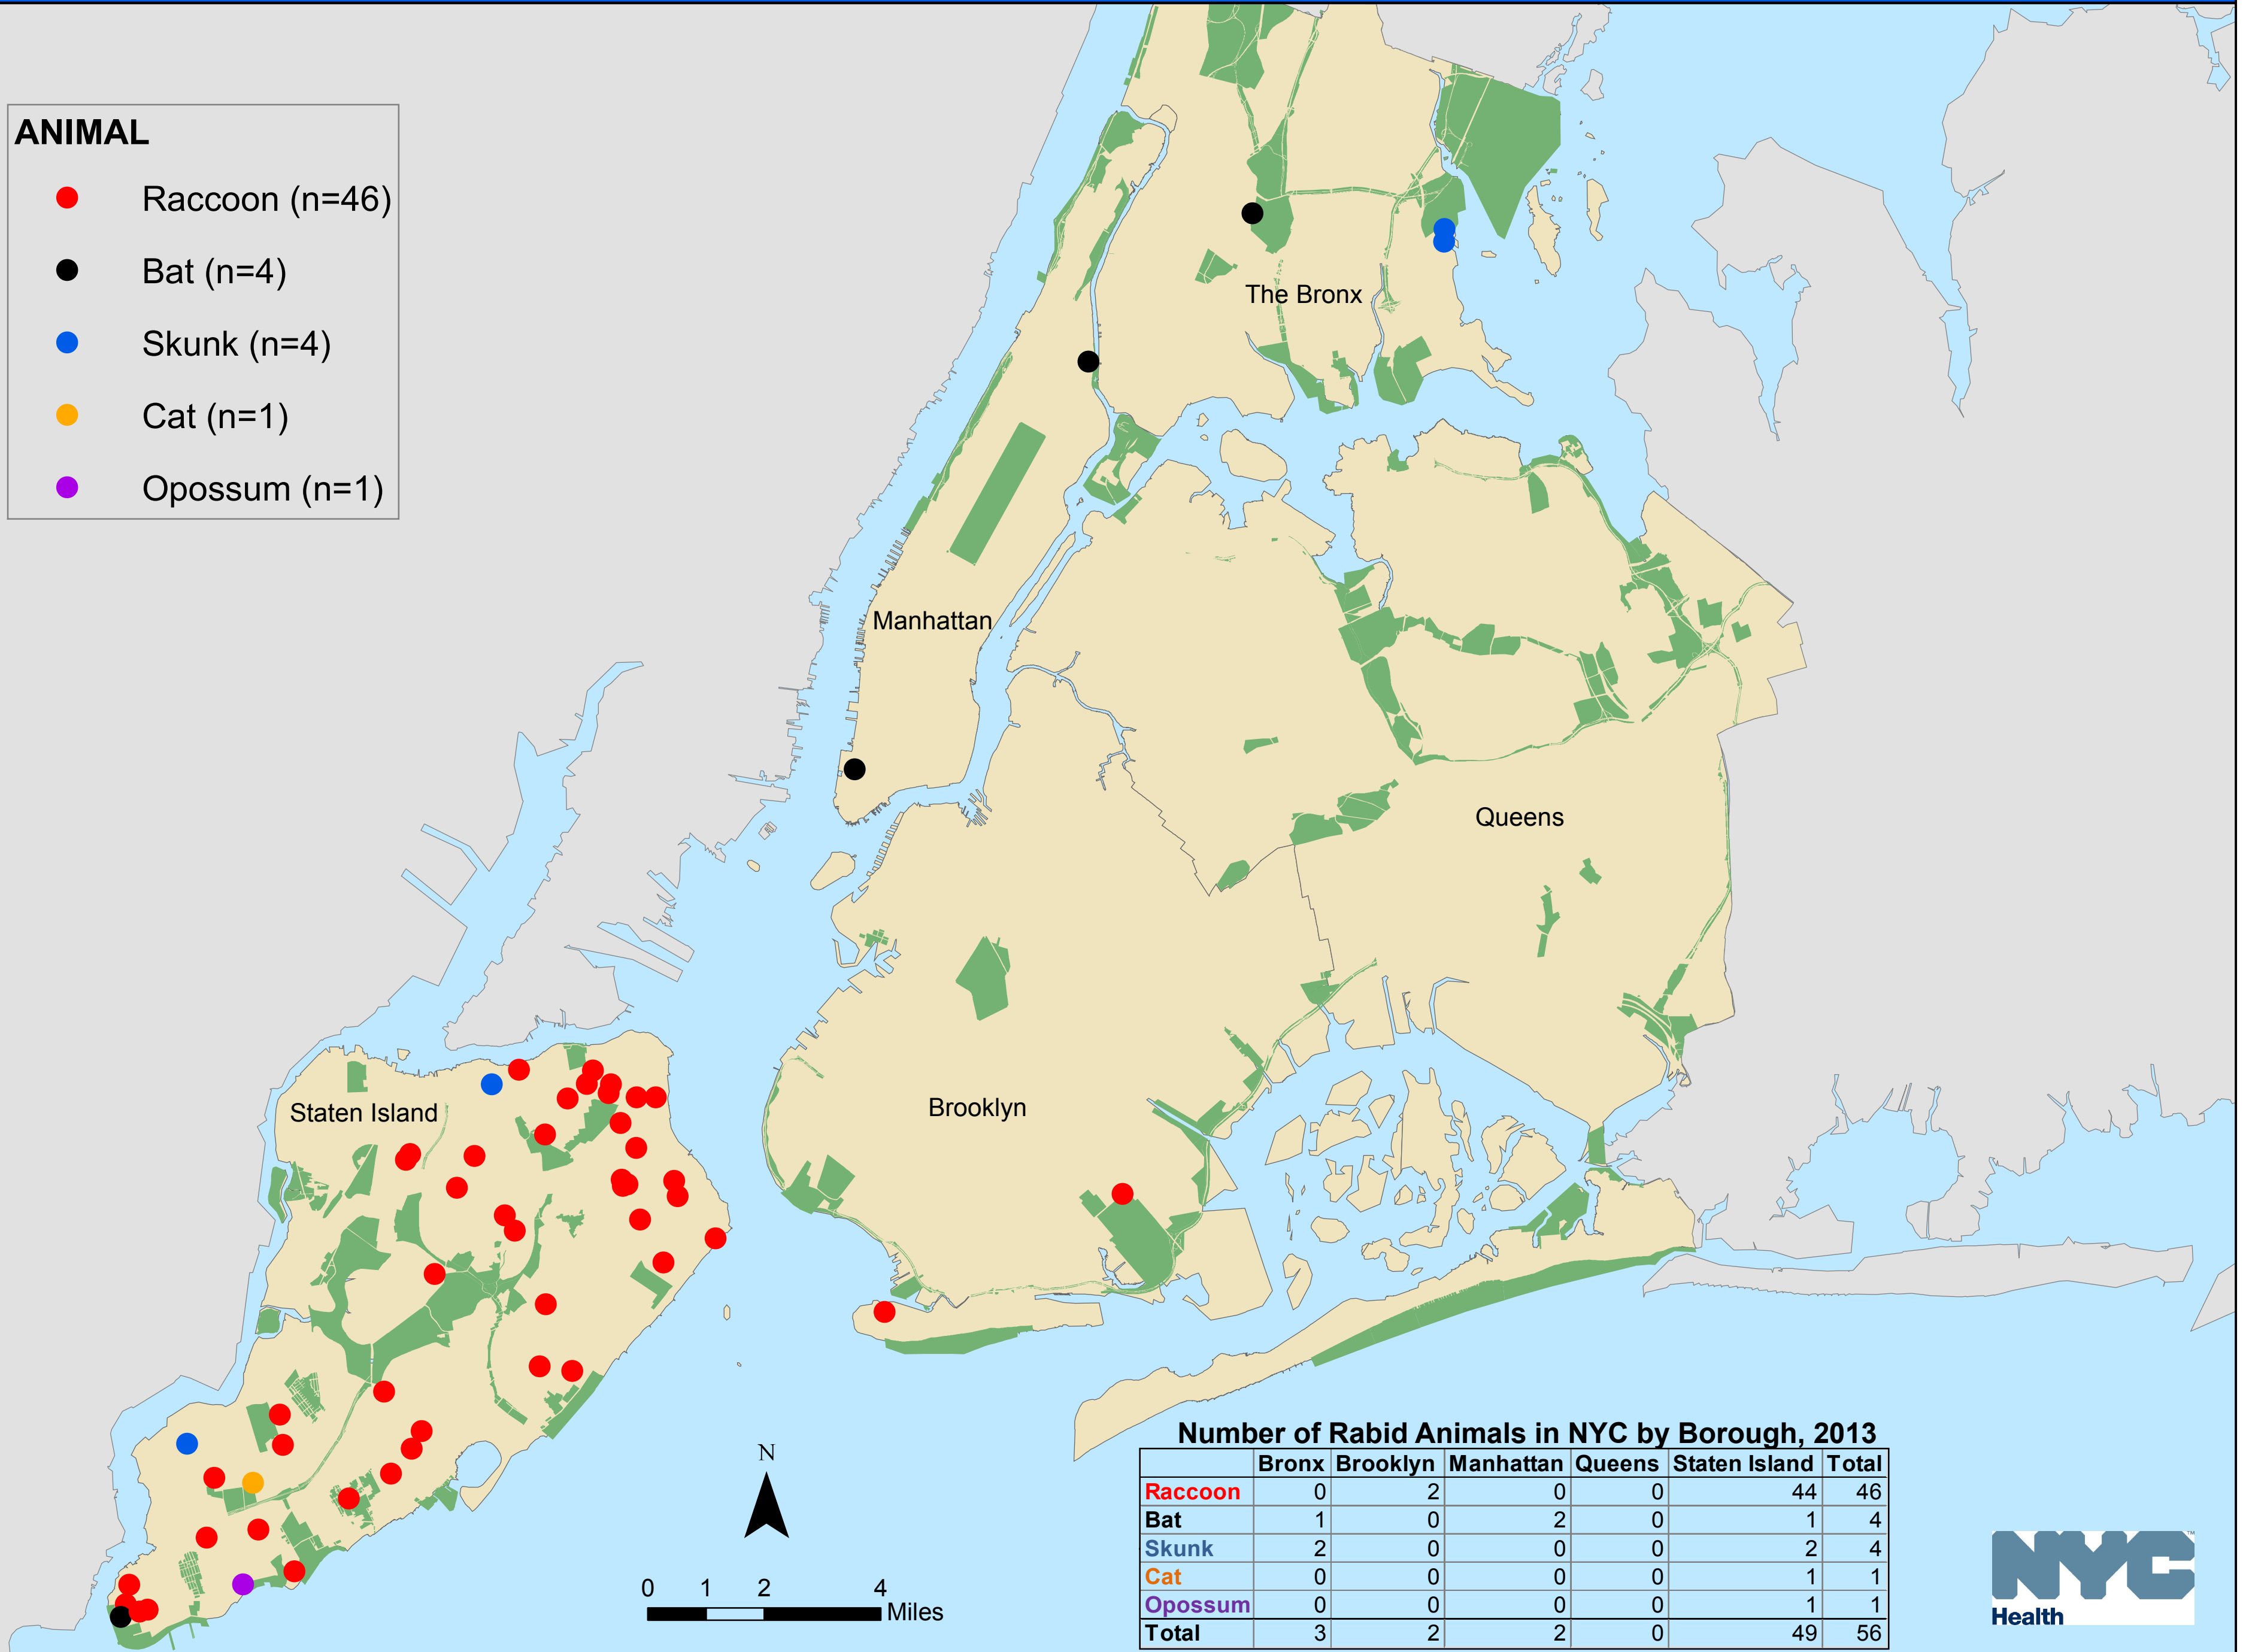 ANIMAL
Raccoon (n=46)
Bat (n=4)
Skunk (n=4)
Cat (n=1)
Opossum (n=1)
The Bronx
Manhattan
Queens
Staten Island
Brooklyn
N
0 1 2 4
Miles
Number of Rabid Animals in NYC by Borough, 2013
Bronx Brooklyn Manhattan Queens Staten Island Total
Raccoon 0 2 0 0 44 46
Bat 1 0 2 0 1 4
Skunk 2 0 0 0 2 4
Cat 0 0 0 0 1 1
Opossum 0 0 0 0 1 1
Total 3 2 2 0 49 56
NYC™
Health